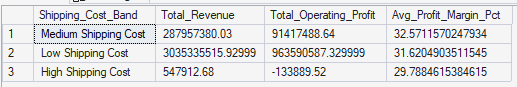 Shipping_Cost_Band Total_Revenue Total_Operating_Profit Avg_Profit_Margin_Pct
1 Medium Shipping Cost 287957380.03 91417488.64 32.5711570247934
2 Low Shipping Cost 3035335515.92999 963590587.329999 31.6204903511545
3 High Shipping Cost 547912.68 -133889.52 29.7884615384615